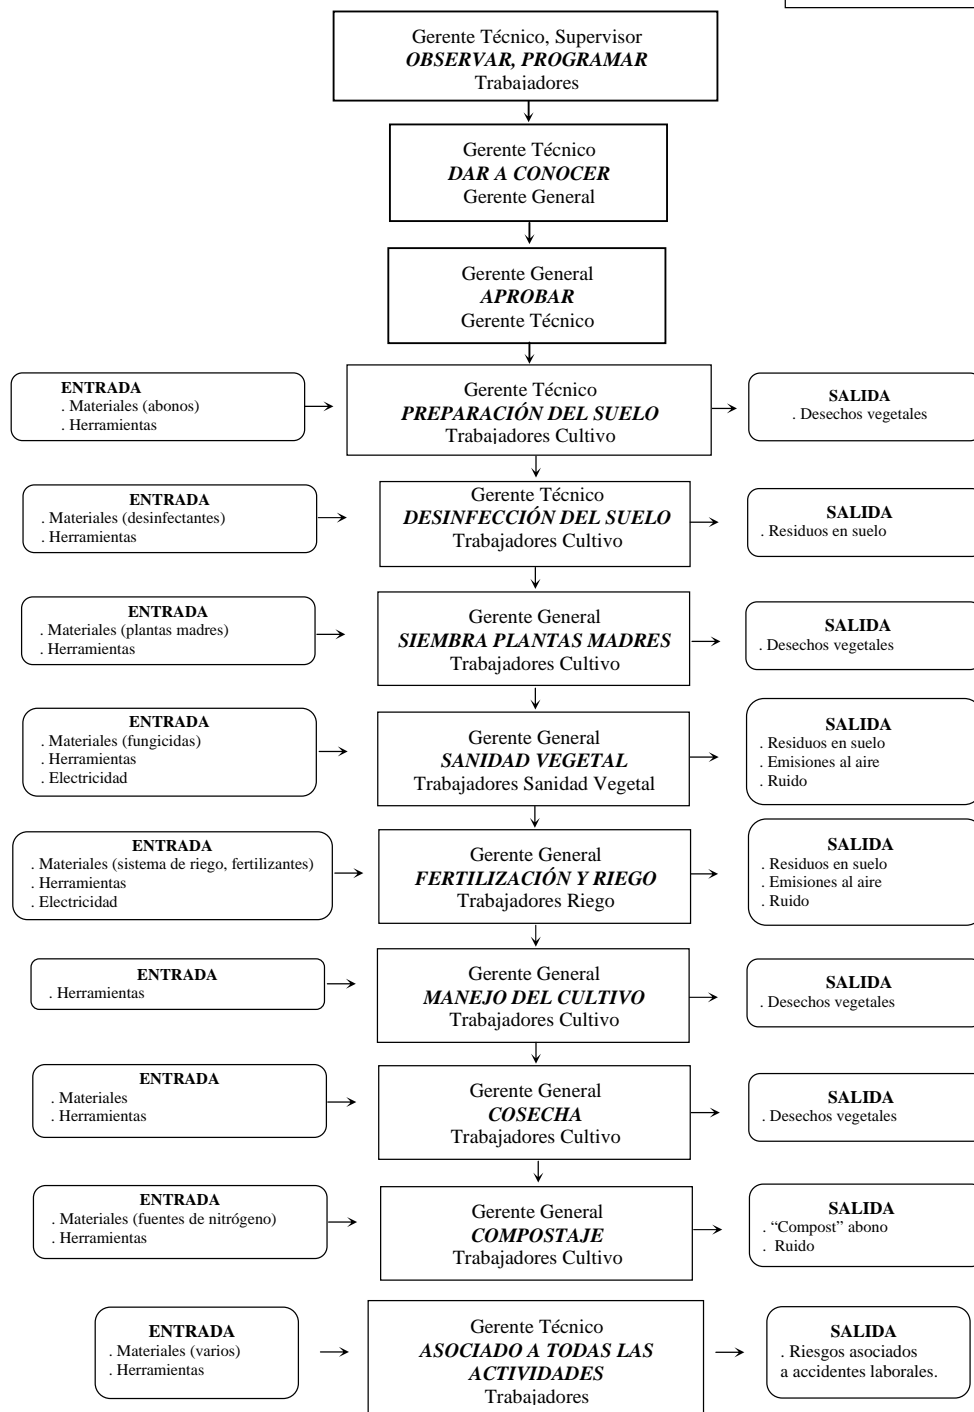 Gerente Técnico, Supervisor
OBSERVAR, PROGRAMAR
Trabajadores
Gerente Técnico
DAR A CONOCER
Gerente General
Gerente General
APROBAR
Gerente Técnico
ENTRADA
. Materiales (abonos)
. Herramientas
Gerente Técnico
PREPARACIÓN DEL SUELO
Trabajadores Cultivo
SALIDA
. Desechos vegetales
ENTRADA
. Materiales (desinfectantes)
. Herramientas
Gerente Técnico
DESINFECCIÓN DEL SUELO
Trabajadores Cultivo
SALIDA
. Residuos en suelo
ENTRADA
. Materiales (plantas madres)
. Herramientas
Gerente General
SIEMBRA PLANTAS MADRES
Trabajadores Cultivo
SALIDA
. Desechos vegetales
ENTRADA
. Materiales (fungicidas)
. Herramientas
. Electricidad
Gerente General
SANIDAD VEGETAL
Trabajadores Sanidad Vegetal
SALIDA
. Residuos en suelo
. Emisiones al aire
. Ruido
ENTRADA
. Materiales (sistema de riego, fertilizantes)
. Herramientas
. Electricidad
Gerente General
FERTILIZACIÓN Y RIEGO
Trabajadores Riego
SALIDA
. Residuos en suelo
. Emisiones al aire
. Ruido
ENTRADA
. Herramientas
Gerente General
MANEJO DEL CULTIVO
Trabajadores Cultivo
SALIDA
. Desechos vegetales
ENTRADA
. Materiales
. Herramientas
Gerente General
COSECHA
Trabajadores Cultivo
SALIDA
. Desechos vegetales
ENTRADA
. Materiales (fuentes de nitrógeno)
. Herramientas
Gerente General
COMPOSTAJE
Trabajadores Cultivo
SALIDA
. “Compost” abono
. Ruido
ENTRADA
. Materiales (varios)
. Herramientas
Gerente Técnico
ASOCIADO A TODAS LAS
ACTIVIDADES
Trabajadores
SALIDA
. Riesgos asociados
a accidentes laborales.